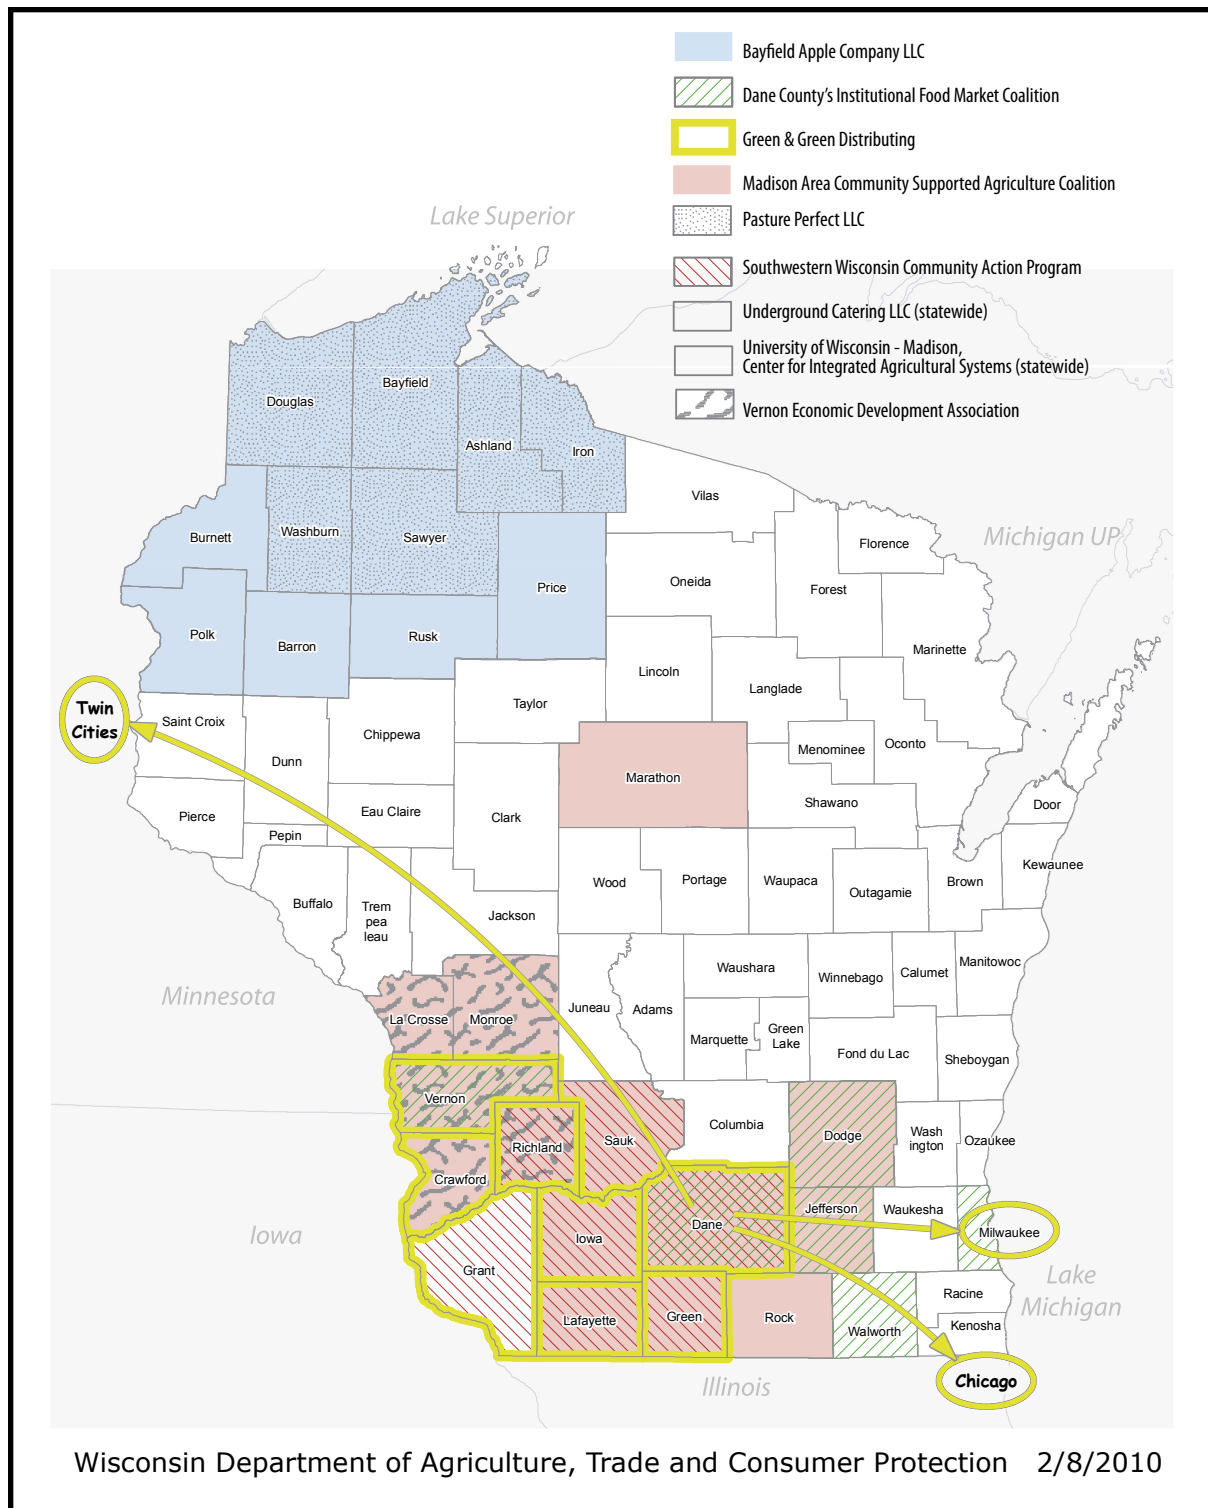 Bayfield Apple Company LLC
Dane County's Institutional Food Market Coalition
Green & Green Distributing
Madison Area Community Supported Agriculture Coalition
Pasture Perfect LLC
Southwestern Wisconsin Community Action Program
Underground Catering LLC (statewide)
University of Wisconsin - Madison,
Center for Integrated Agricultural Systems (statewide)
Vernon Economic Development Association
Lake Superior
Bayfield
Douglas
Ashland
Iron
Vilas
Washburn
Burnett
Sawyer
Florence
Michigan UP
Oneida
Forest
Price
Polk
Barron
Rusk
Marinette
Lincoln
Langlade
Taylor
Twin
Cities
Saint Croix
Chippewa
Menominee
Oconto
Dunn
Marathon
Shawano
Door
Pierce
Eau Claire
Clark
Pepin
Kewaunee
Wood
Portage
Waupaca
Outagamie
Brown
Buffalo
Trem
pea
leau
Jackson
Waushara
Winnebago
Calumet
Manitowoc
Minnesota
La Crosse
Monroe
Juneau
Adams
Marquette
Green
Lake
Fond du Lac
Sheboygan
Vernon
Columbia
Dodge
Wash
ington
Ozaukee
Richland
Sauk
Crawford
Iowa
Dane
Jefferson
Waukesha
Milwaukee
Iowa
Grant
Lake
Michigan
Racine
Lafayette
Green
Rock
Walworth
Kenosha
Illinois
Chicago
Wisconsin Department of Agriculture, Trade and Consumer Protection 2/8/2010